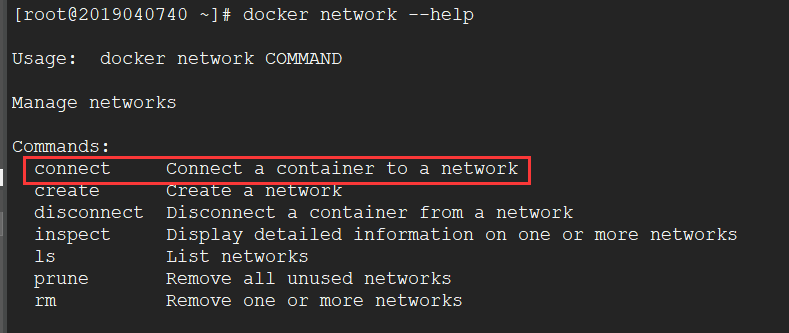 [root@2019040740 ~]# docker network --help
Usage:  docker network COMMAND
Manage networks
Commands:
  connect     Connect a container to a network
  create      Create a network
  disconnect  Disconnect a container from a network
  inspect     Display detailed information on one or more networks
  ls          List networks
  prune       Remove all unused networks
  rm          Remove one or more networks